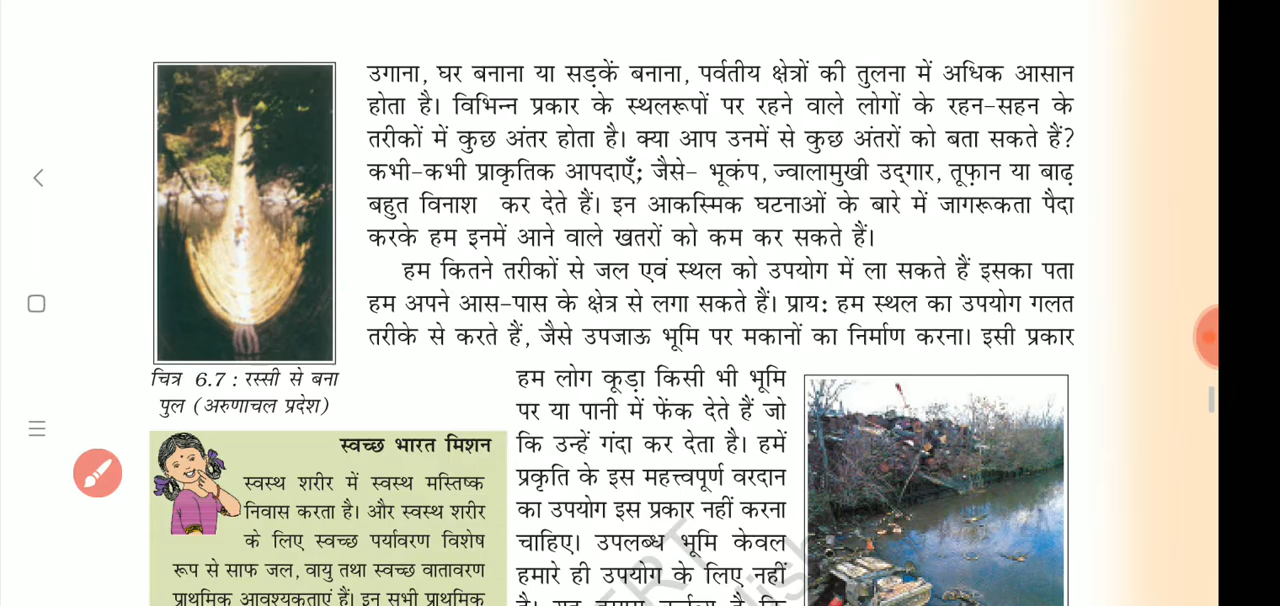 उगाना, घर बनाना या सड़कें बनाना, पर्वतीय क्षेत्रों की तुलना में अधिक आसान
होता है। विभिन्न प्रकार के स्थलरूपों पर रहने वाले लोगों के रहन-सहन के
तरीकों में कुछ अंतर होता है। क्या आप उनमें से कुछ अंतरों को बता सकते हैं?
कभी-कभी प्राकृतिक आपदाएँ; जैसे- भूकंप, ज्वालामुखी उद्‌गार, तूफ़ान या बाढ़
बहुत विनाश कर देते हैं। इन आकस्मिक घटनाओं के बारे में जागरूकता पैदा
करके हम इनमें आने वाले खतरों को कम कर सकते हैं।
हम कितने तरीकों से जल एवं स्थल को उपयोग में ला सकते हैं इसका पता
हम अपने आस-पास के क्षेत्र से लगा सकते हैं। प्राय: हम स्थल का उपयोग गलत
तरीके से करते हैं, जैसे उपजाऊ भूमि पर मकानों का निर्माण करना। इसी प्रकार
हम लोग कूड़ा किसी भी भूमि
पर या पानी में फेंक देते हैं जो
कि उन्हें गंदा कर देता है। हमें
प्रकृति के इस महत्त्वपूर्ण वरदान
का उपयोग इस प्रकार नहीं करना
चाहिए। उपलब्ध भूमि केवल
हमारे ही उपयोग के लिए नहीं
चित्र 6.7 : रस्सी से बना
पुल (अरुणाचल प्रदेश)
स्वच्छ भारत मिशन
स्वस्थ शरीर में स्वस्थ मस्तिष्क
निवास करता है। और स्वस्थ शरीर
के लिए स्वच्छ पर्यावरण विशेष
रूप से साफ जल, वायु तथा स्वच्छ वातावरण
प्राथमिक आवश्यकताएं हैं। इन सभी प्राथमिक